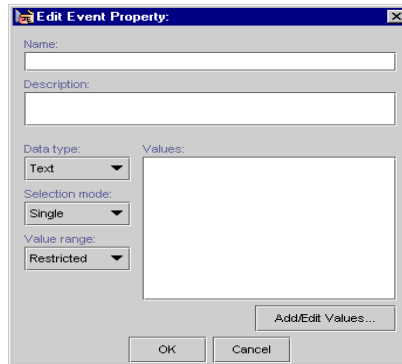 Edit Event Property:
Name:
Description:
Data type:
Values:
Text
Selection mode:
Single
Value range:
Restricted
Add/Edit Values...
OK
Cancel